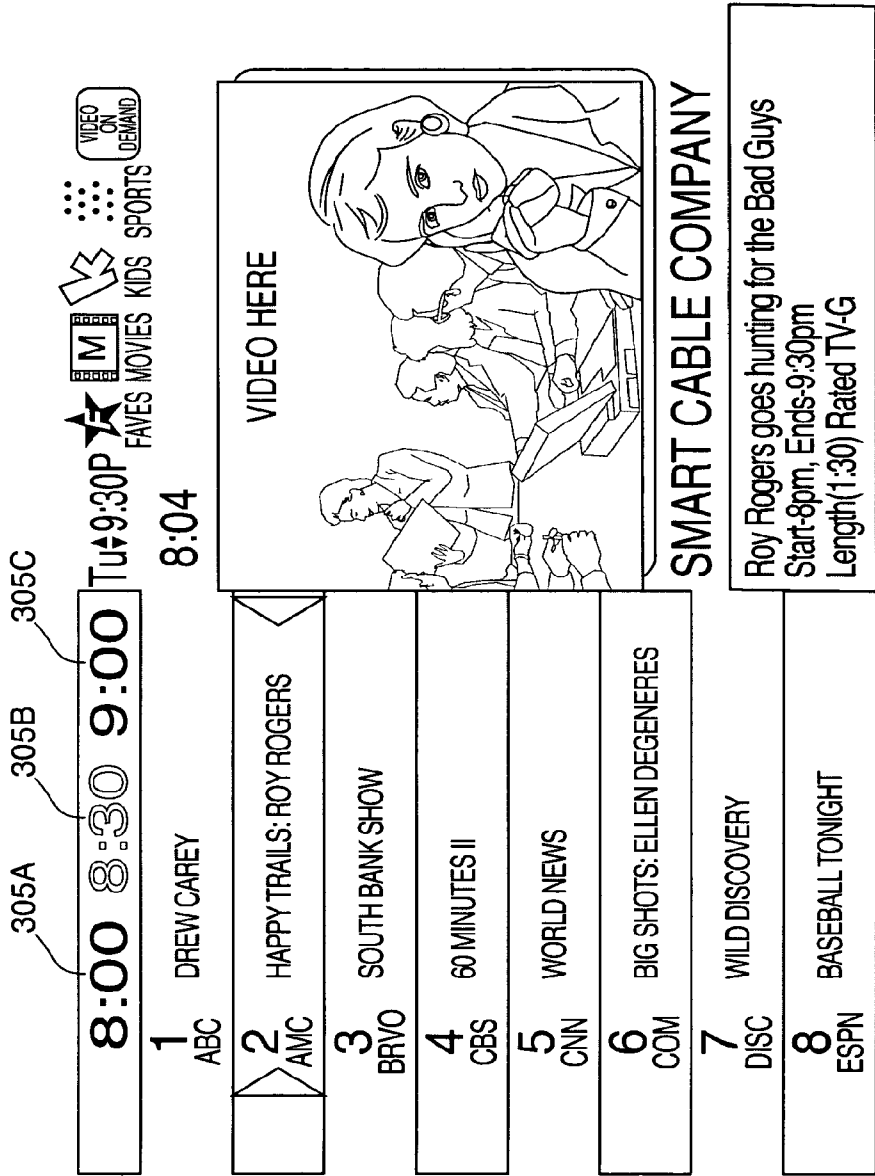 305A
305B
305C
8:00 8:30 9:00
Tu 9:30P
F
FAVES
M
MOVIES
KIDS
SPORTS
VIDEO
ON
DEMAND
8:04
1
ABC
DREW CAREY
2
AMC
HAPPY TRAILS: ROY ROGERS
3
BRVO
SOUTH BANK SHOW
4
CBS
60 MINUTES II
5
CNN
WORLD NEWS
6
COM
BIG SHOTS: ELLEN DEGENERES
7
DISC
WILD DISCOVERY
8
ESPN
BASEBALL TONIGHT
VIDEO HERE
SMART CABLE COMPANY
Roy Rogers goes hunting for the Bad Guys
Start-8pm, Ends-9:30pm
Length(1:30) Rated TV-G